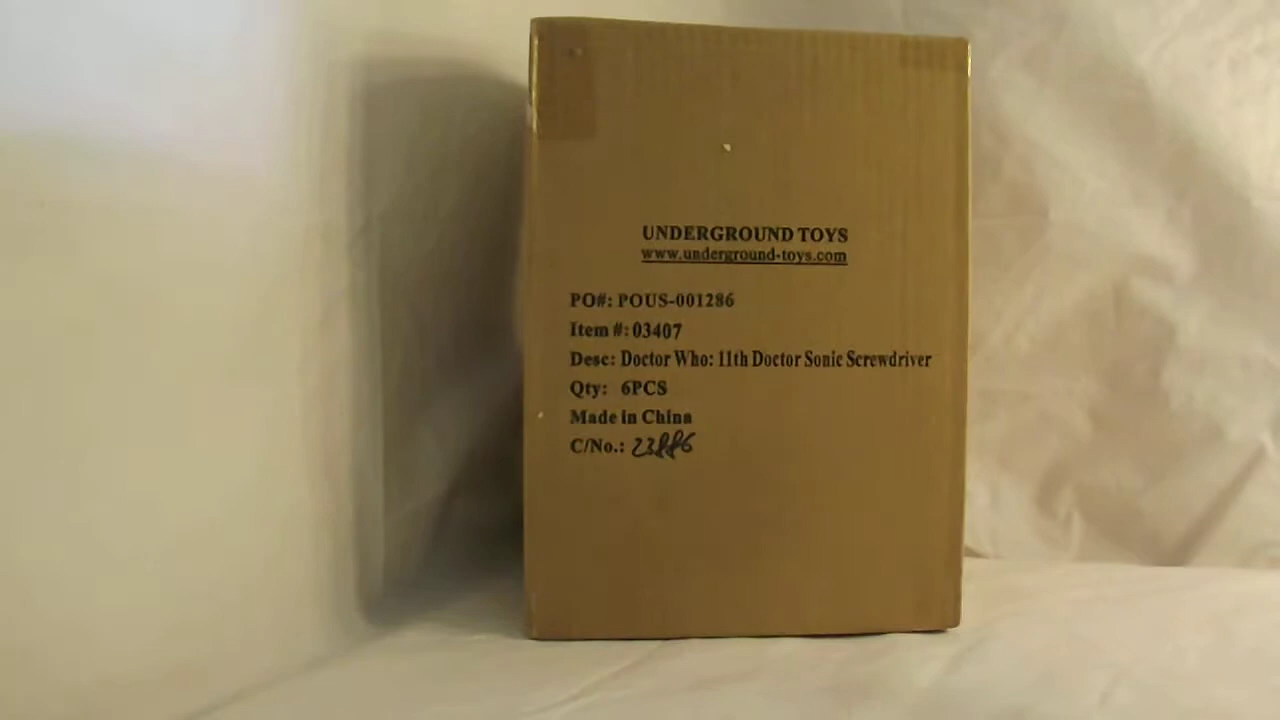 UNDERGROUND TOYS
www.underground-toys.com
PO#: POUS-001286
Item #: 03407
Desc: Doctor Who: 11th Doctor Sonic Screwdriver
Qty: 6PCS
Made in China
C/No.: 23886